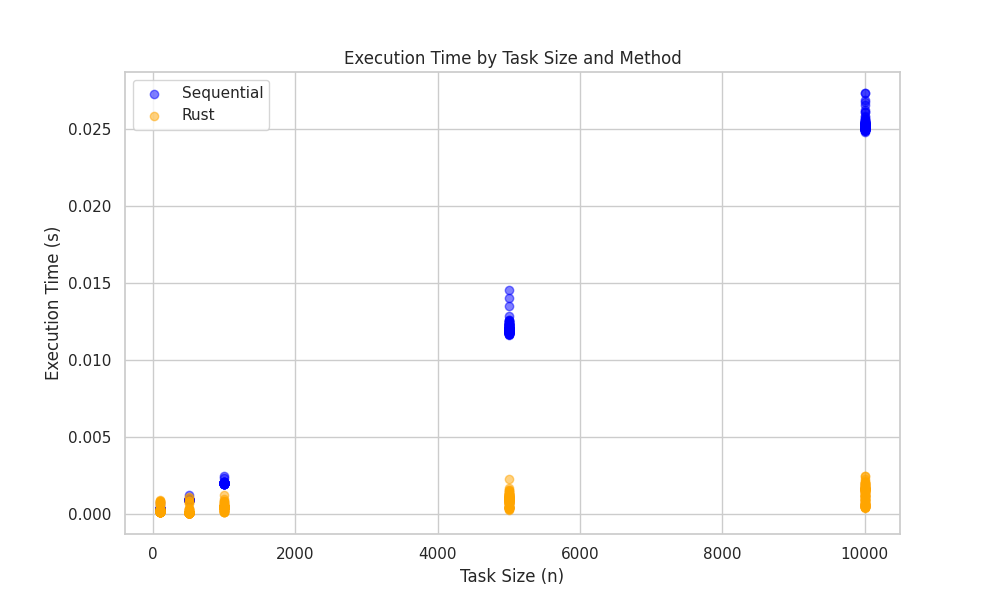 Execution Time by Task Size and Method
Sequential
Rust
Execution Time (s)
0.025
0.020
0.015
0.010
0.005
0.000
0
2000
4000
6000
8000
10000
Task Size (n)